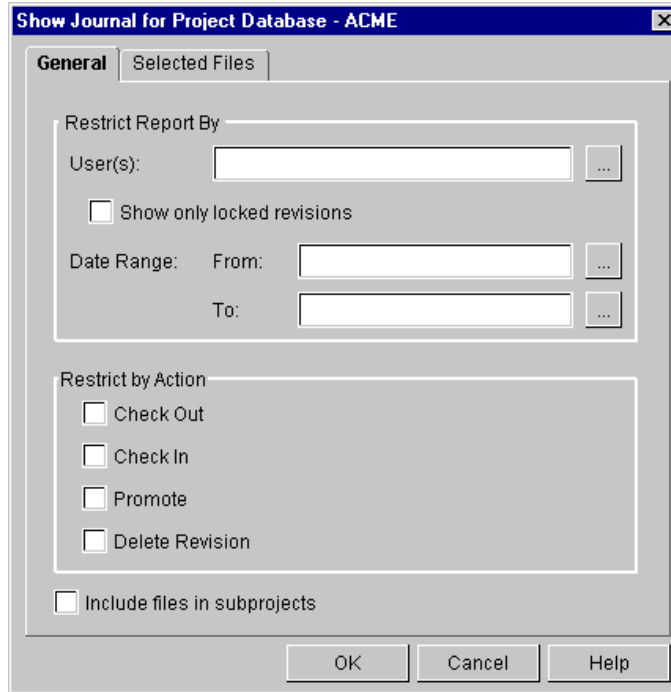 Show Journal for Project Database - ACME
General Selected Files
Restrict Report By
User(s): ...
Show only locked revisions
Date Range: From: ...
To: ...
Restrict by Action
Check Out
Check In
Promote
Delete Revision
Include files in subprojects
OK Cancel Help